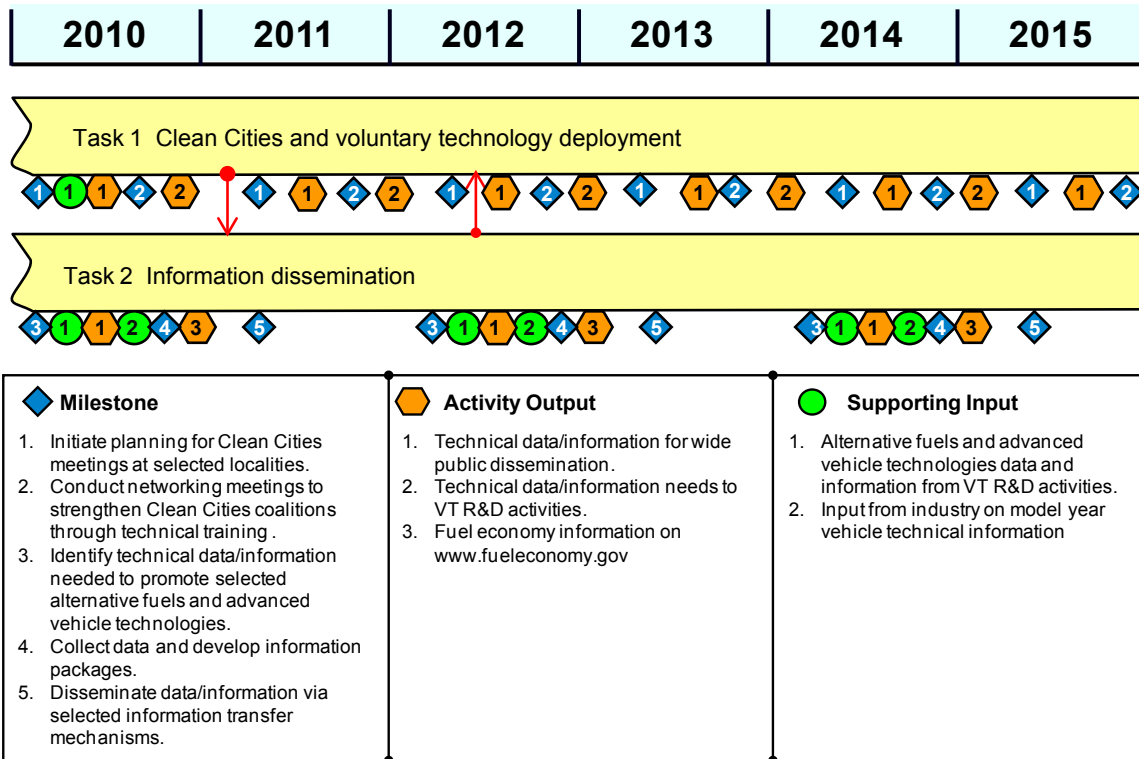 2010 2011 2012 2013 2014 2015
Task 1 Clean Cities and voluntary technology deployment
1 1 1 2 2 1 1 2 2 1 1 2 2 1 1 2 2 1 1 2 2 1 1 2
Task 2 Information dissemination
3 1 1 2 4 3 5 3 1 1 2 4 3 5 3 1 1 2 4 3 5
Milestone
1. Initiate planning for Clean Cities
meetings at selected localities.
2. Conduct networking meetings to
strengthen Clean Cities coalitions
through technical training .
3. Identify technical data/information
needed to promote selected
alternative fuels and advanced
vehicle technologies.
4. Collect data and develop information
packages.
5. Disseminate data/information via
selected information transfer
mechanisms.
Activity Output
1. Technical data/information for wide
public dissemination.
2. Technical data/information needs to
VT R&D activities.
3. Fuel economy information on
www.fueleconomy.gov
Supporting Input
1. Alternative fuels and advanced
vehicle technologies data and
information from VT R&D activities.
2. Input from industry on model year
vehicle technical information